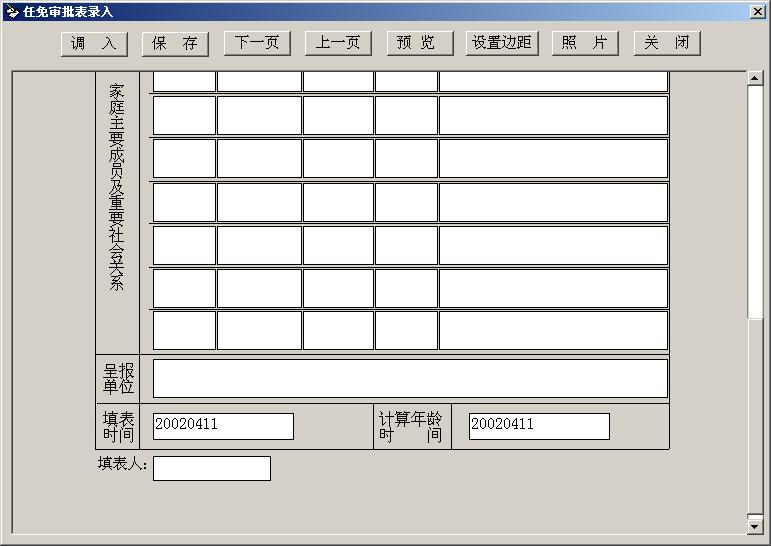 任免审批表录入
调 入 保 存 下一页 上一页 预 览 设置边距 照 片 关 闭
家庭主要成员及重要社会关系
呈报单位
填表时间 20020411 计算年龄时 间 20020411
填表人: